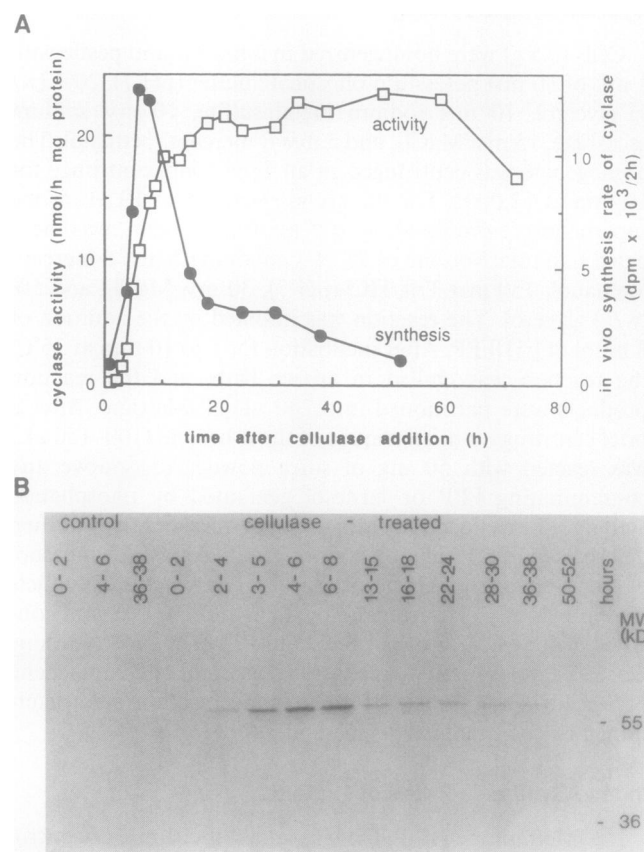 A
cyclase activity (nmol/h mg protein)
20
10
0
activity
synthesis
10
5
0
in vivo synthesis rate of cyclase
(dpm x 10³/2h)
0 20 40 60 80
time after cellulase addition (h)
B
control cellulase - treated
0-2 4-6 36-38 0-2 2-4 3-5 4-6 6-8 13-15 16-18 22-24 28-30 36-38 50-52 hours
MW
(kD
- 55
- 36